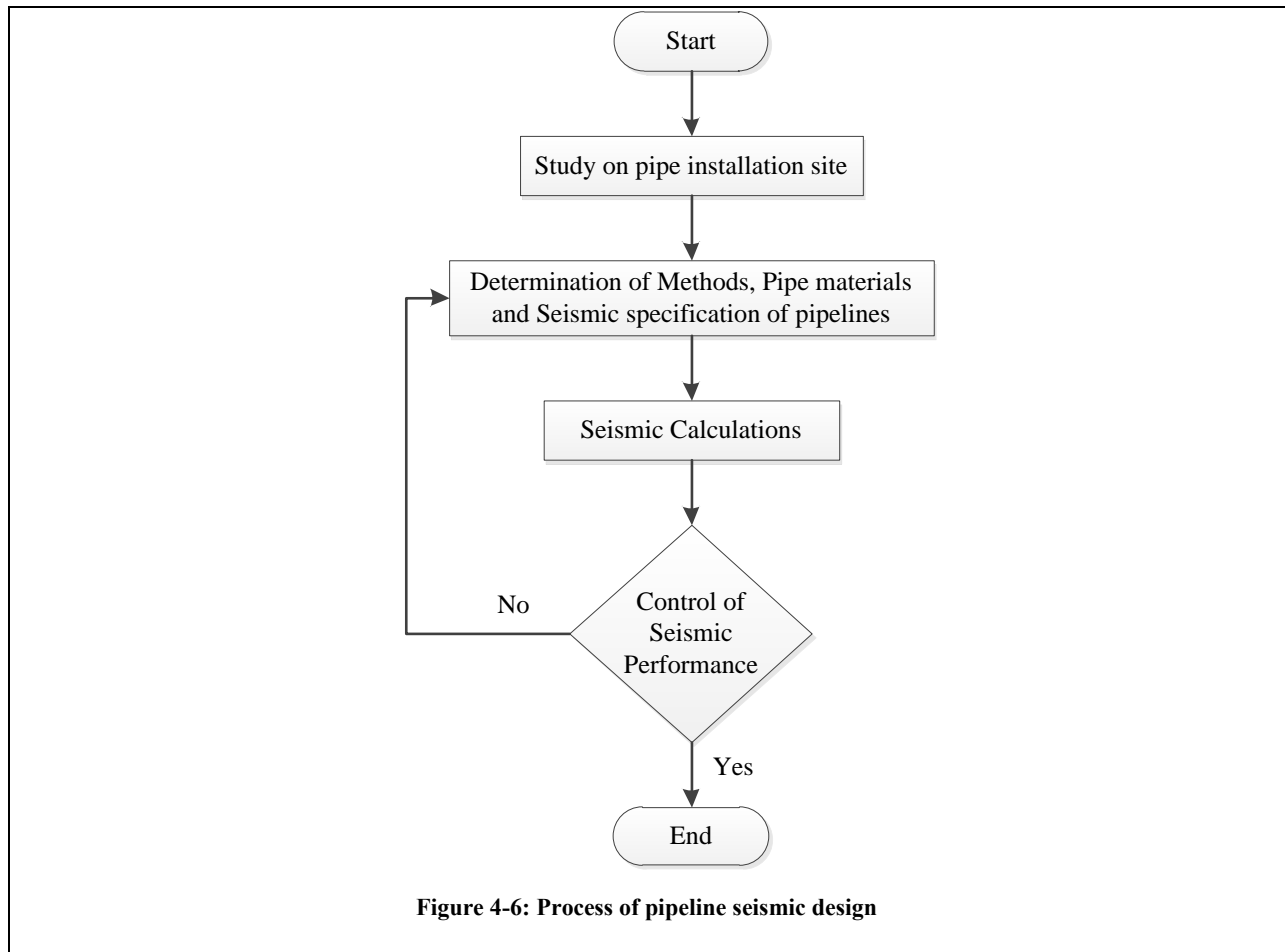 Start
Study on pipe installation site
Determination of Methods, Pipe materials
and Seismic specification of pipelines
Seismic Calculations
Control of
Seismic
Performance
No
Yes
End
Figure 4-6: Process of pipeline seismic design